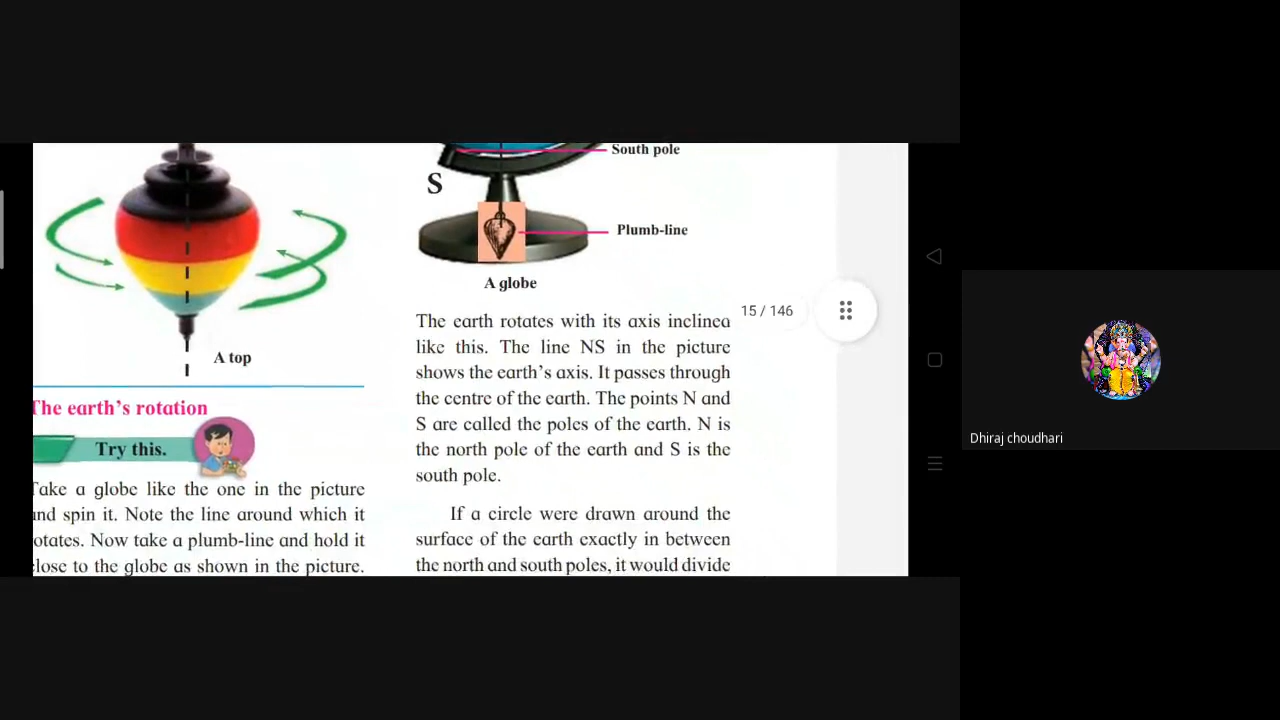 A top
The earth's rotation
Try this.
Take a globe like the one in the picture
and spin it. Note the line around which it
rotates. Now take a plumb-line and hold it
close to the globe as shown in the picture.
South pole
S
Plumb-line
A globe
The earth rotates with its axis inclined
like this. The line NS in the picture
shows the earth's axis. It passes through
the centre of the earth. The points N and
S are called the poles of the earth. N is
the north pole of the earth and S is the
south pole.
If a circle were drawn around the
surface of the earth exactly in between
the north and south poles, it would divide
15 / 146
Dhiraj choudhari